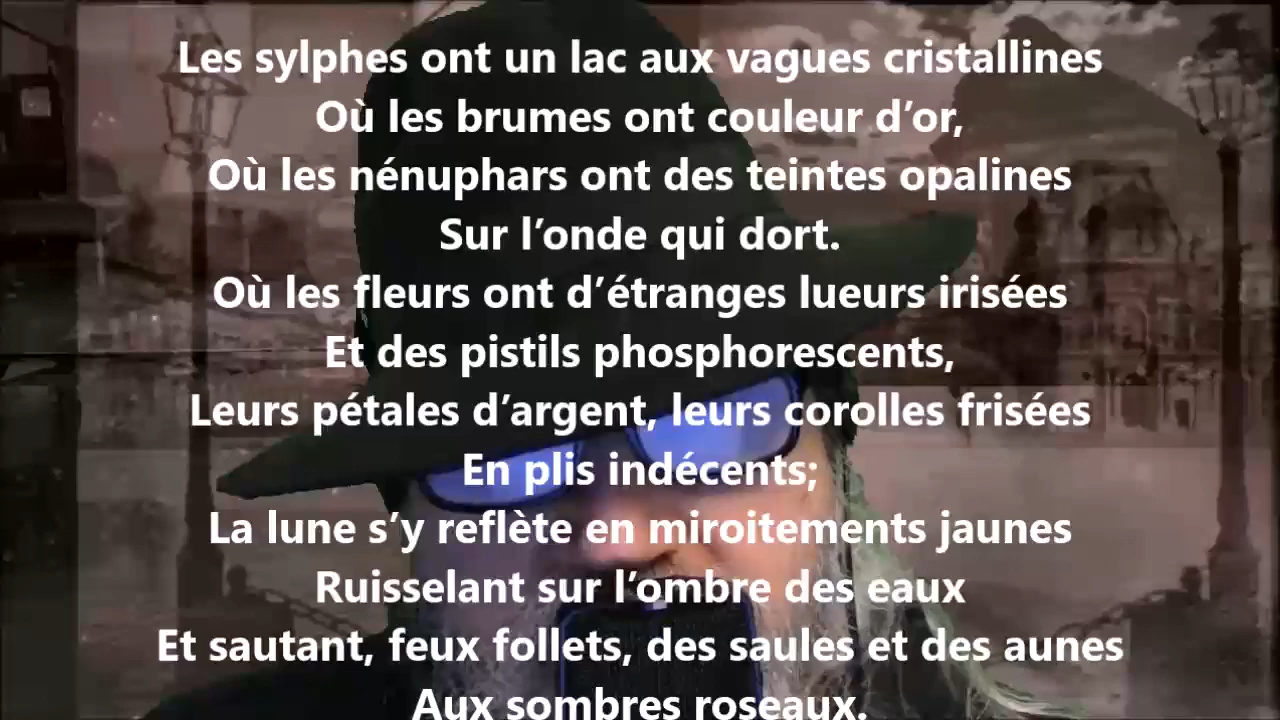 Les sylphes ont un lac aux vagues cristallines
Où les brumes ont couleur d’or,
Où les nénuphars ont des teintes opalines
Sur l’onde qui dort.
Où les fleurs ont d’étranges lueurs irisées
Et des pistils phosphorescents,
Leurs pétales d’argent, leurs corolles frisées
En plis indécents;
La lune s’y reflète en miroitements jaunes
Ruisselant sur l’ombre des eaux
Et sautant, feux follets, des saules et des aunes
Aux sombres roseaux.